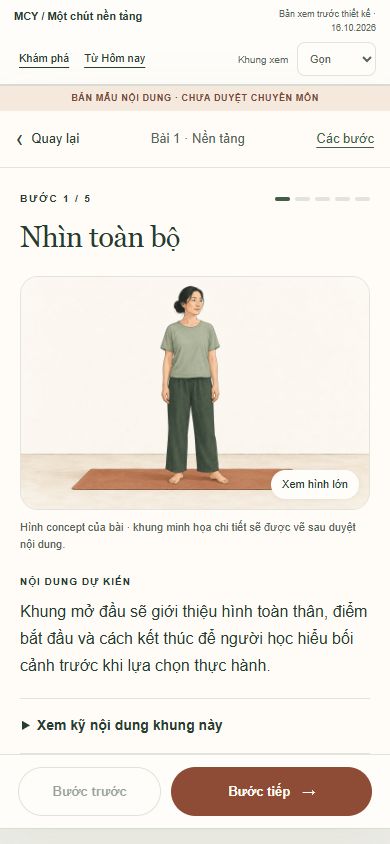 MCY / Một chút nền tảng
Bản xem trước thiết kế ·
16.10.2026
Khám phá
Từ Hôm nay
Khung xem
Gọn
BẢN MẪU NỘI DUNG · CHƯA DUYỆT CHUYÊN MÔN
‹ Quay lại
Bài 1 · Nền tảng
Các bước
BƯỚC 1 / 5
Nhìn toàn bộ
Xem hình lớn
Hình concept của bài · khung minh họa chi tiết sẽ được vẽ sau duyệt
nội dung.
NỘI DUNG DỰ KIẾN
Khung mở đầu sẽ giới thiệu hình toàn thân, điểm
bắt đầu và cách kết thúc để người học hiểu bối
cảnh trước khi lựa chọn thực hành.
▶ Xem kỹ nội dung khung này
Bước trước
Bước tiếp →